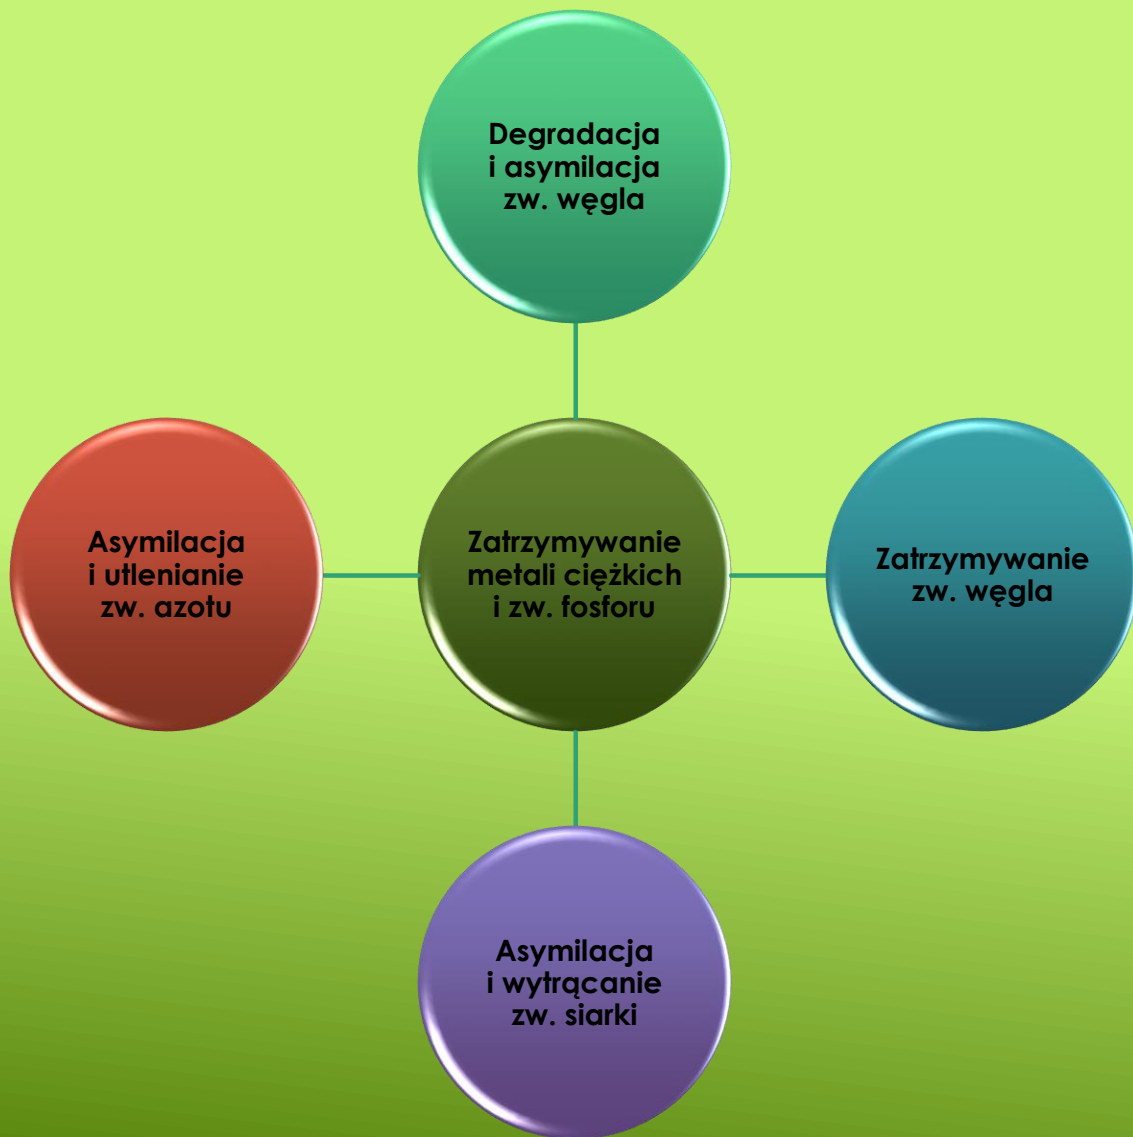 Degradacja
i asymilacja
zw. węgla
Asymilacja
i utlenianie
zw. azotu
Zatrzymywanie
metali ciężkich
i zw. fosforu
Zatrzymywanie
zw. węgla
Asymilacja
i wytrącanie
zw. siarki